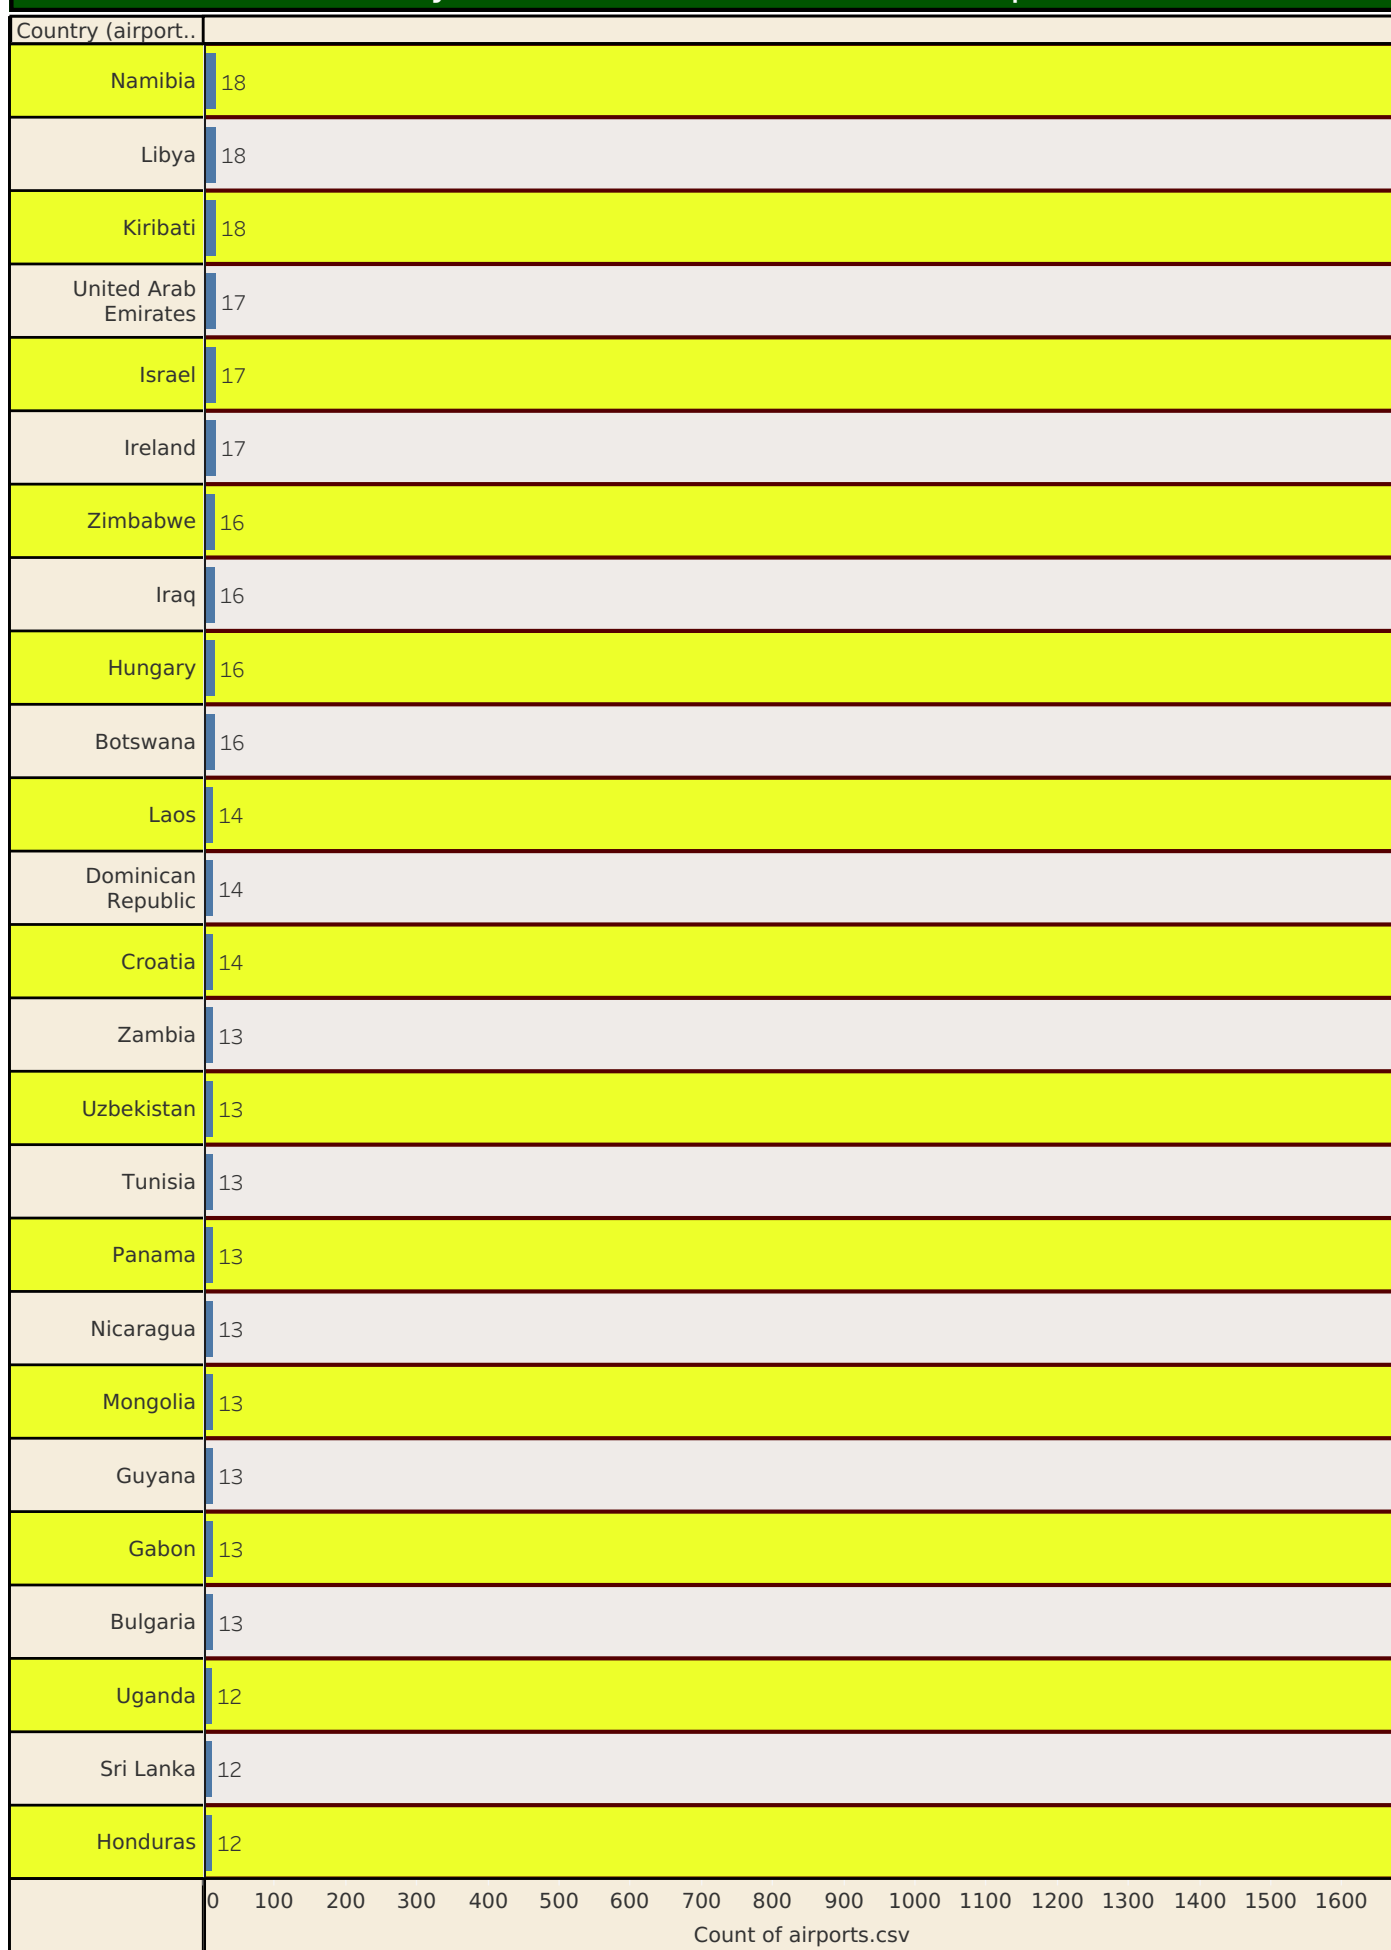 Country (airport..
Namibia 18
Libya 18
Kiribati 18
United Arab
Emirates 17
Israel 17
Ireland 17
Zimbabwe 16
Iraq 16
Hungary 16
Botswana 16
Laos 14
Dominican
Republic 14
Croatia 14
Zambia 13
Uzbekistan 13
Tunisia 13
Panama 13
Nicaragua 13
Mongolia 13
Guyana 13
Gabon 13
Bulgaria 13
Uganda 12
Sri Lanka 12
Honduras 12
0 100 200 300 400 500 600 700 800 900 1000 1100 1200 1300 1400 1500 1600
Count of airports.csv